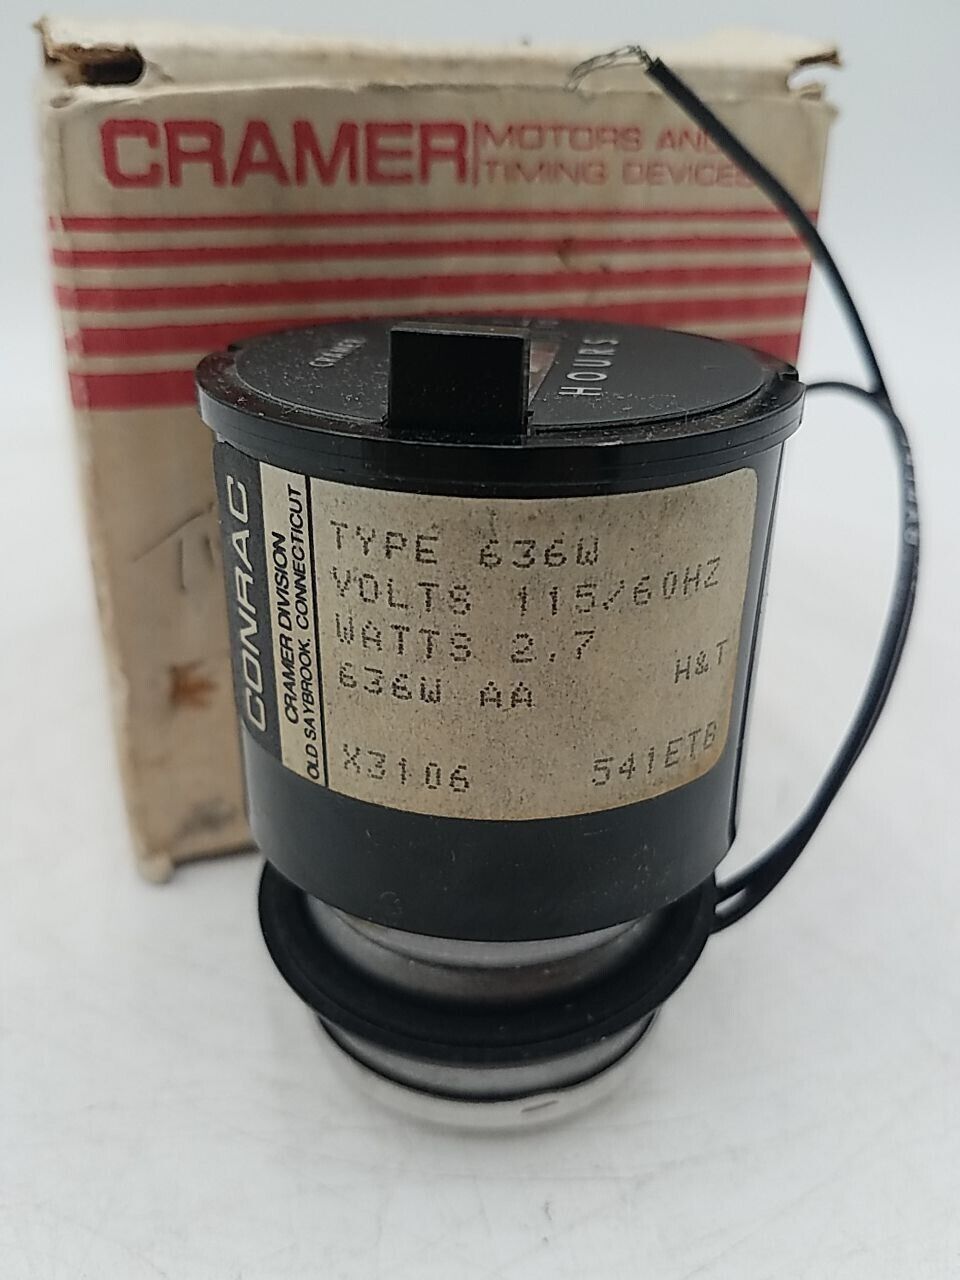 CRAMER
MOTORS AND
TIMING DEVICES
CRAMER
HOURS
CONRAC
CRAMER DIVISION
OLD SAYBROOK, CONNECTICUT
TYPE 636W
VOLTS 115/60HZ
WATTS 2.7
636W AA H&T
X3106 541ETB